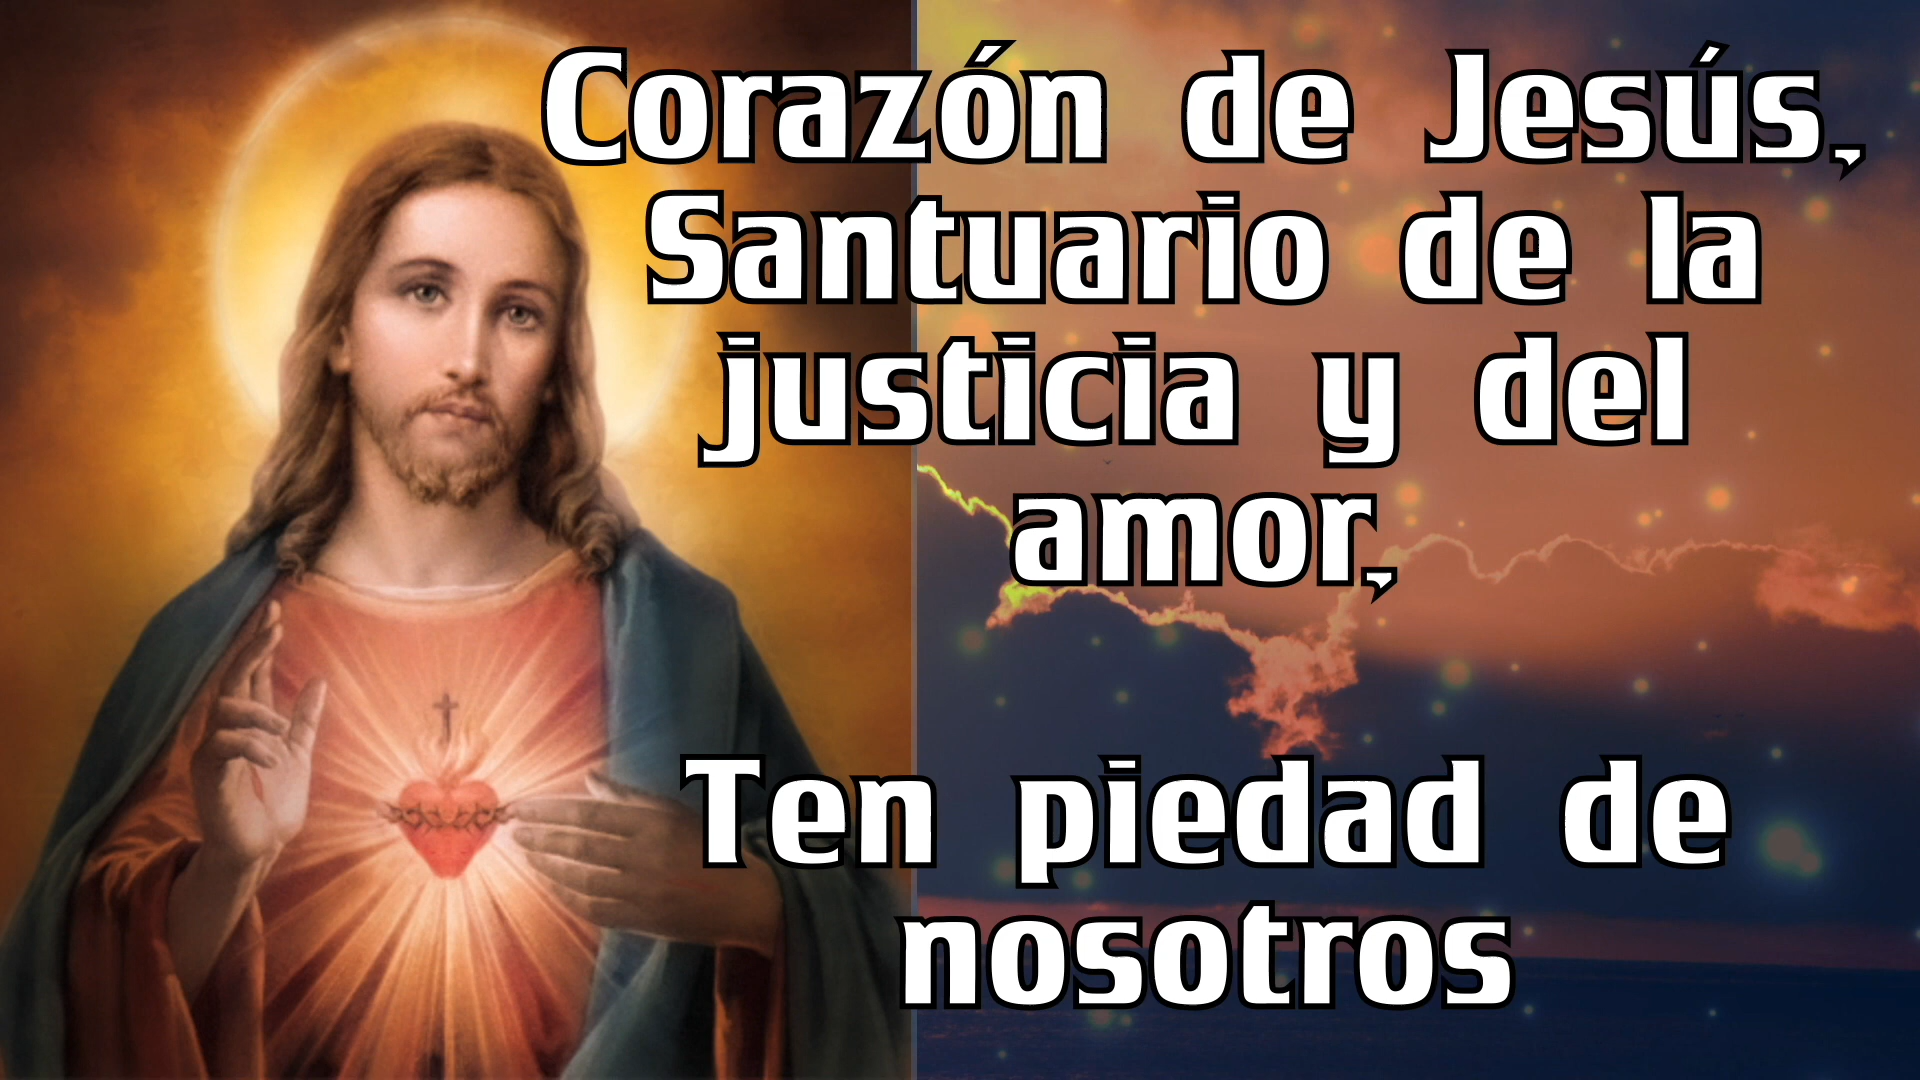 Corazón de Jesús,
Santuario de la
justicia y del
amor,
Ten piedad de
nosotros